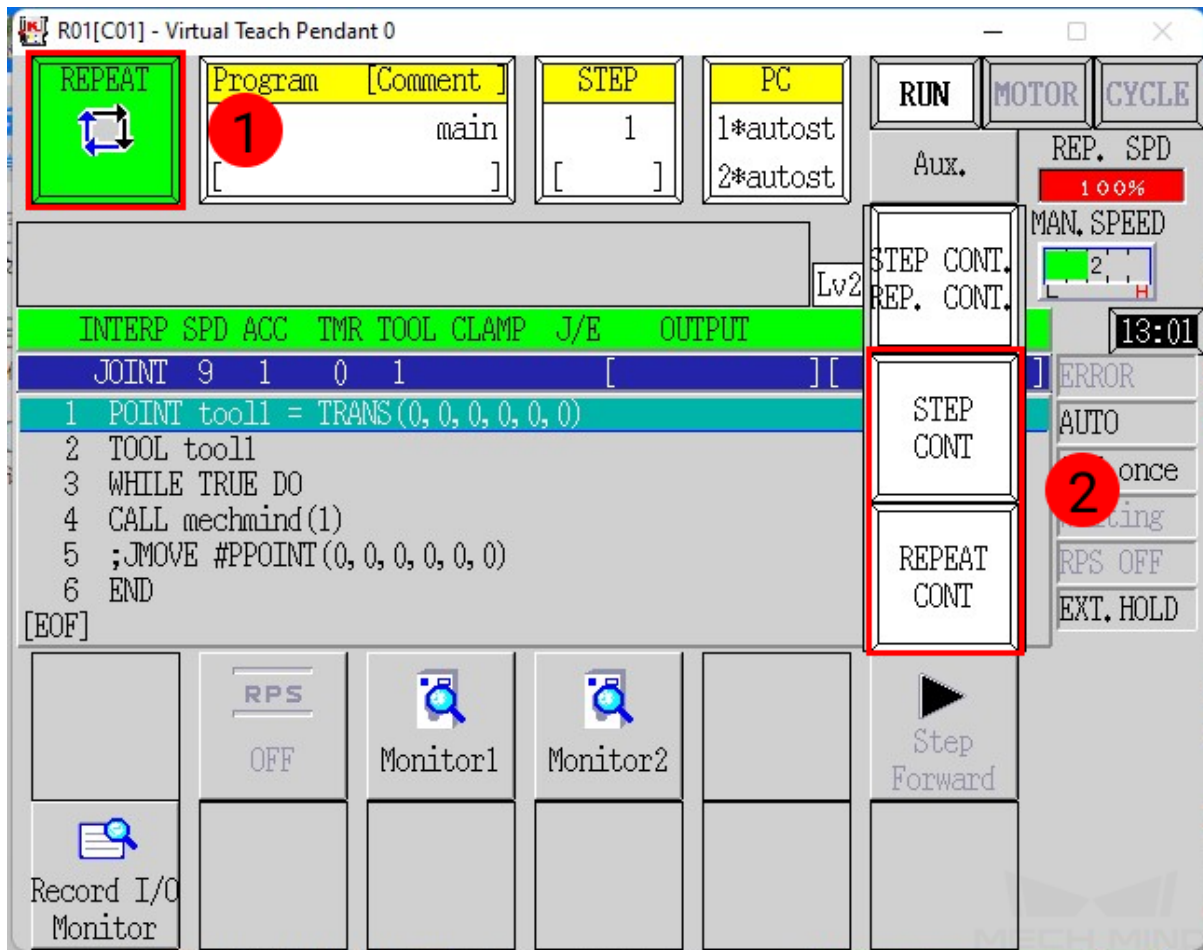 R01[C01] - Virtual Teach Pendant 0
REPEAT
Program [Comment ]
main
[ ]
STEP
1
[ ]
PC
1*autost
2*autost
RUN
MOTOR
CYCLE
Aux.
REP. SPD
100%
MAN. SPEED
2
L H
1
Lv2
STEP CONT.
REP. CONT.
13:01
INTERP SPD ACC TMR TOOL CLAMP J/E OUTPUT
JOINT 9 1 0 1 [ ][ ]
1 POINT tool1 = TRANS(0,0,0,0,0,0)
2 TOOL tool1
3 WHILE TRUE DO
4 CALL mechmind(1)
5 ;JMOVE #PPOINT(0,0,0,0,0,0)
6 END
[EOF]
STEP
CONT
REPEAT
CONT
2
ERROR
AUTO
once
RPS OFF
EXT. HOLD
RPS
OFF
Monitor1
Monitor2
Step
Forward
Record I/O
Monitor
MECH MIND